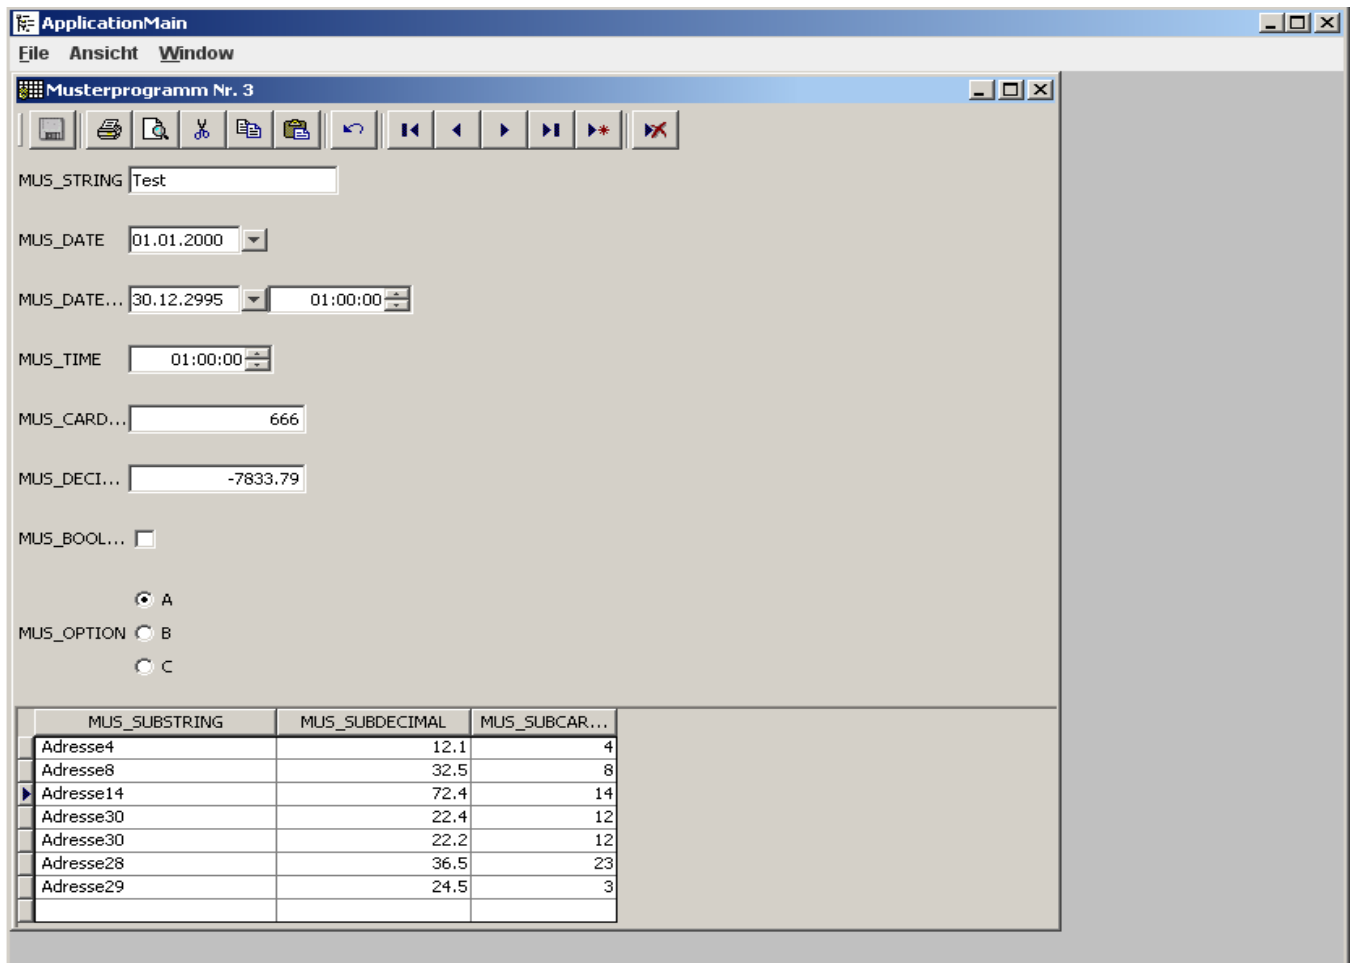 ApplicationMain
File Ansicht Window
Musterprogramm Nr. 3
MUS_STRING Test
MUS_DATE 01.01.2000
MUS_DATE... 30.12.2995 01:00:00
MUS_TIME 01:00:00
MUS_CARD... 666
MUS_DECI... -7833.79
MUS_BOOL...
A
MUS_OPTION B
C
MUS_SUBSTRING MUS_SUBDECIMAL MUS_SUBCAR...
Adresse4 12.1 4
Adresse8 32.5 8
Adresse14 72.4 14
Adresse30 22.4 12
Adresse30 22.2 12
Adresse28 36.5 23
Adresse29 24.5 3